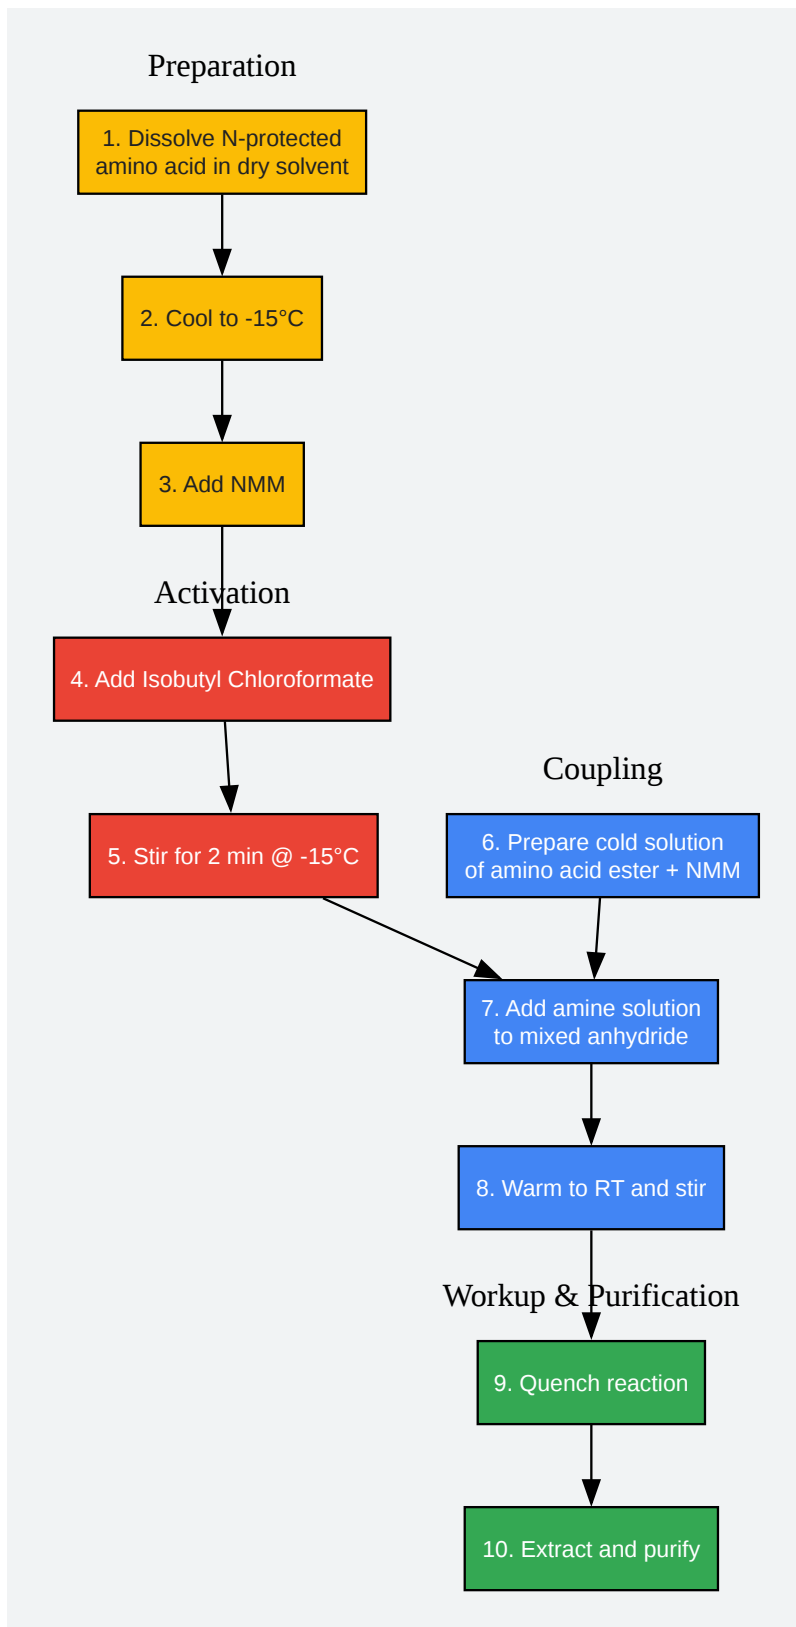 Preparation
1. Dissolve N-protected
amino acid in dry solvent
2. Cool to -15°C
3. Add NMM
Activation
4. Add Isobutyl Chloroformate
5. Stir for 2 min @ -15°C
Coupling
6. Prepare cold solution
of amino acid ester + NMM
7. Add amine solution
to mixed anhydride
8. Warm to RT and stir
Workup & Purification
9. Quench reaction
10. Extract and purify